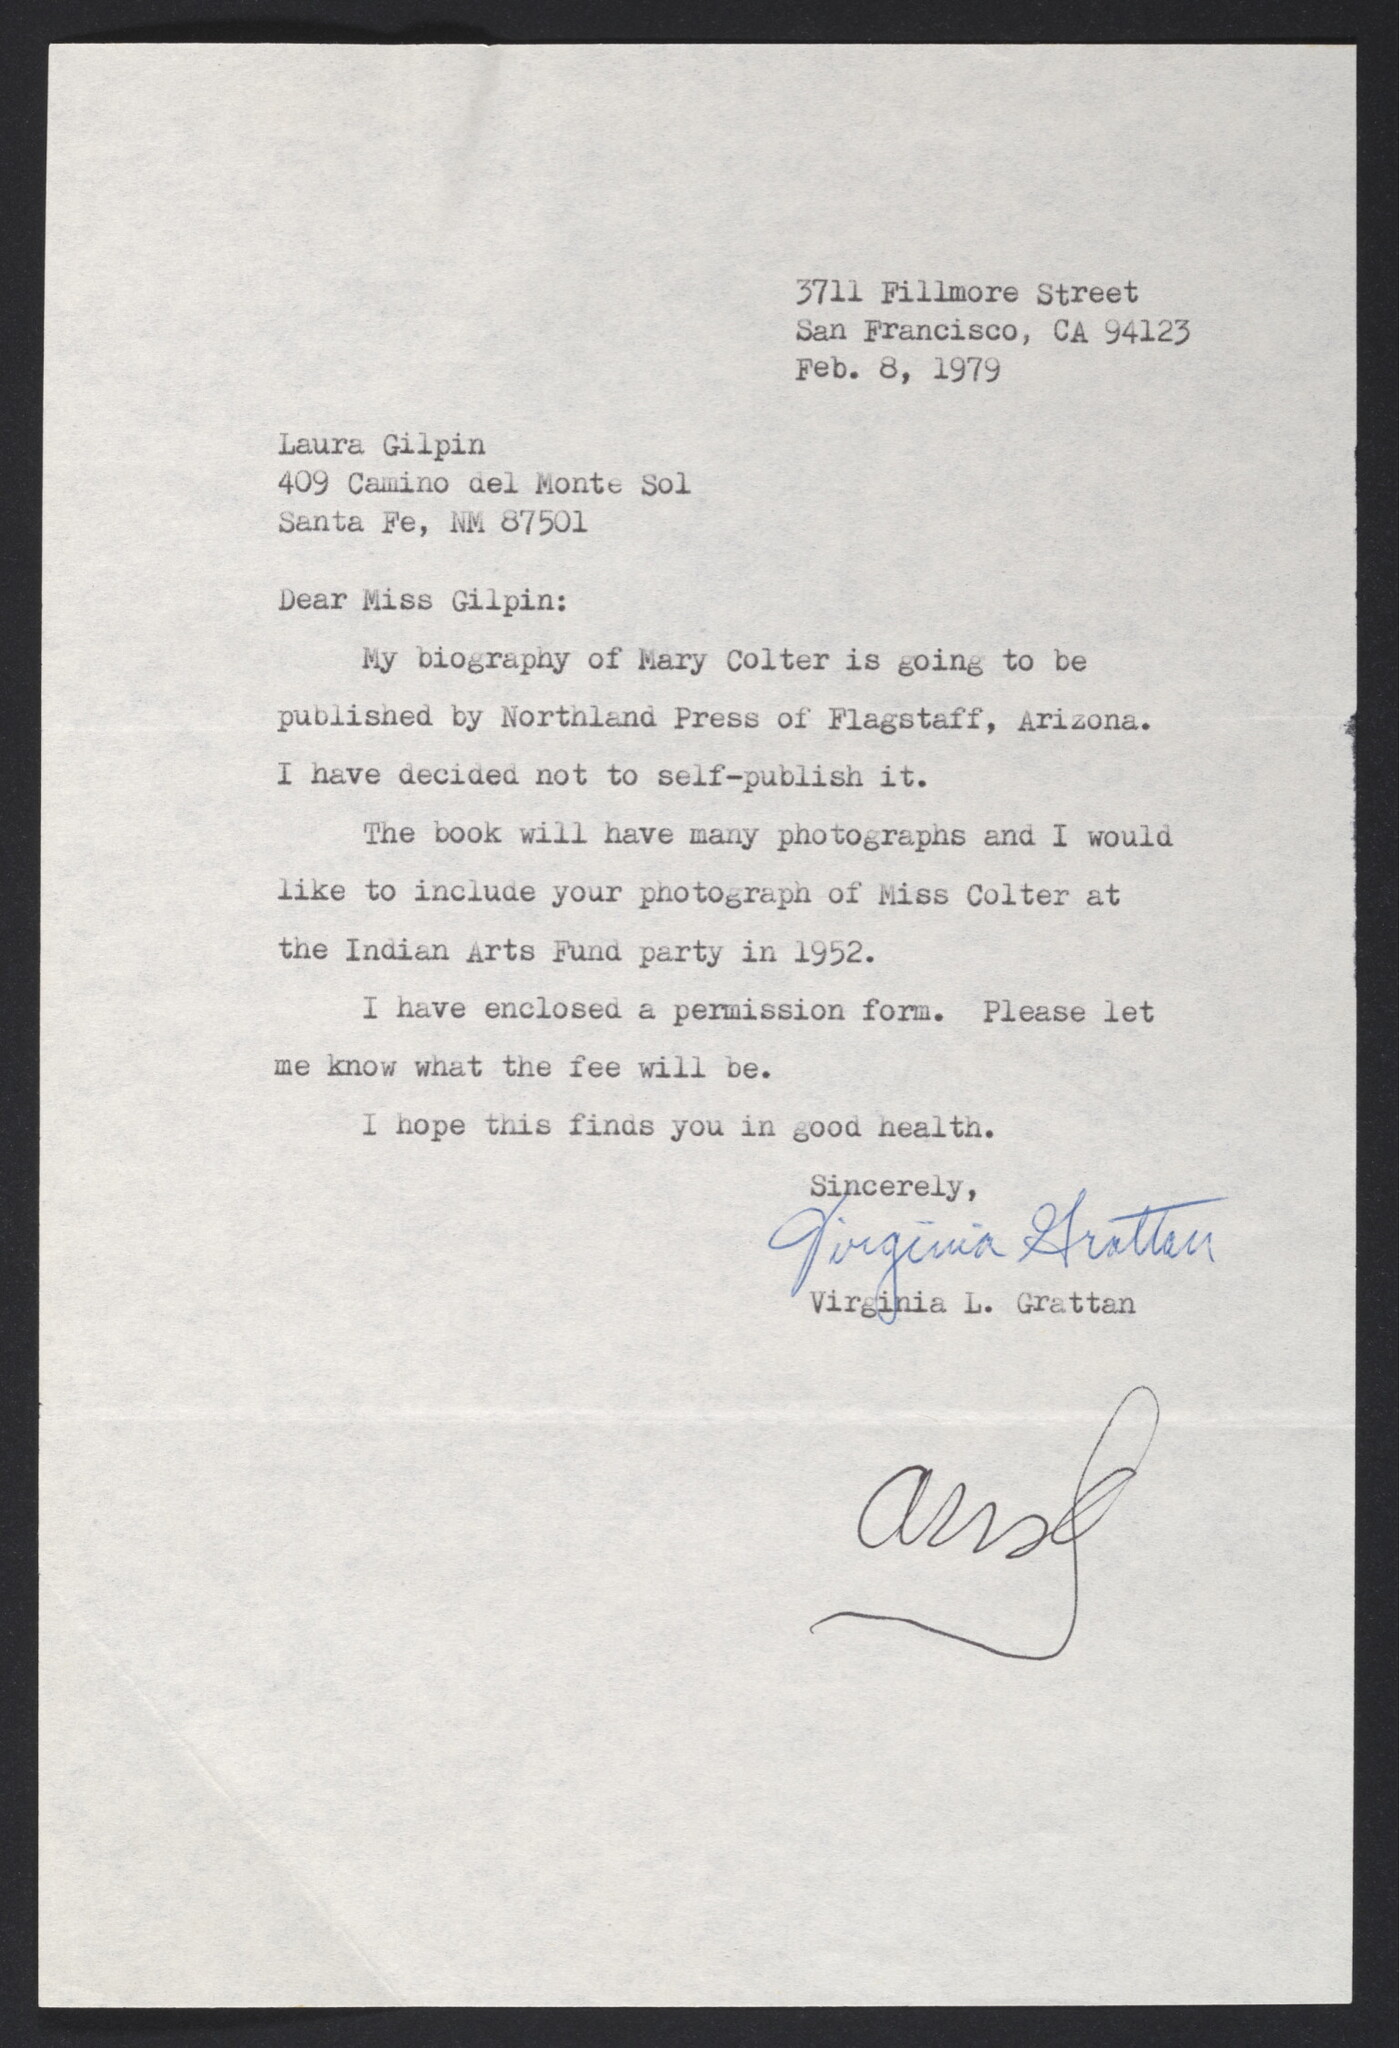 3711 Fillmore Street
San Francisco, CA 94123
Feb. 8, 1979
Laura Gilpin
409 Camino del Monte Sol
Santa Fe, NM 87501
Dear Miss Gilpin:
My biography of Mary Colter is going to be
published by Northland Press of Flagstaff, Arizona.
I have decided not to self-publish it.
The book will have many photographs and I would
like to include your photograph of Miss Colter at
the Indian Arts Fund party in 1952.
I have enclosed a permission form.  Please let
me know what the fee will be.
I hope this finds you in good health.
Sincerely,
Virginia Grattan
Virginia L. Grattan